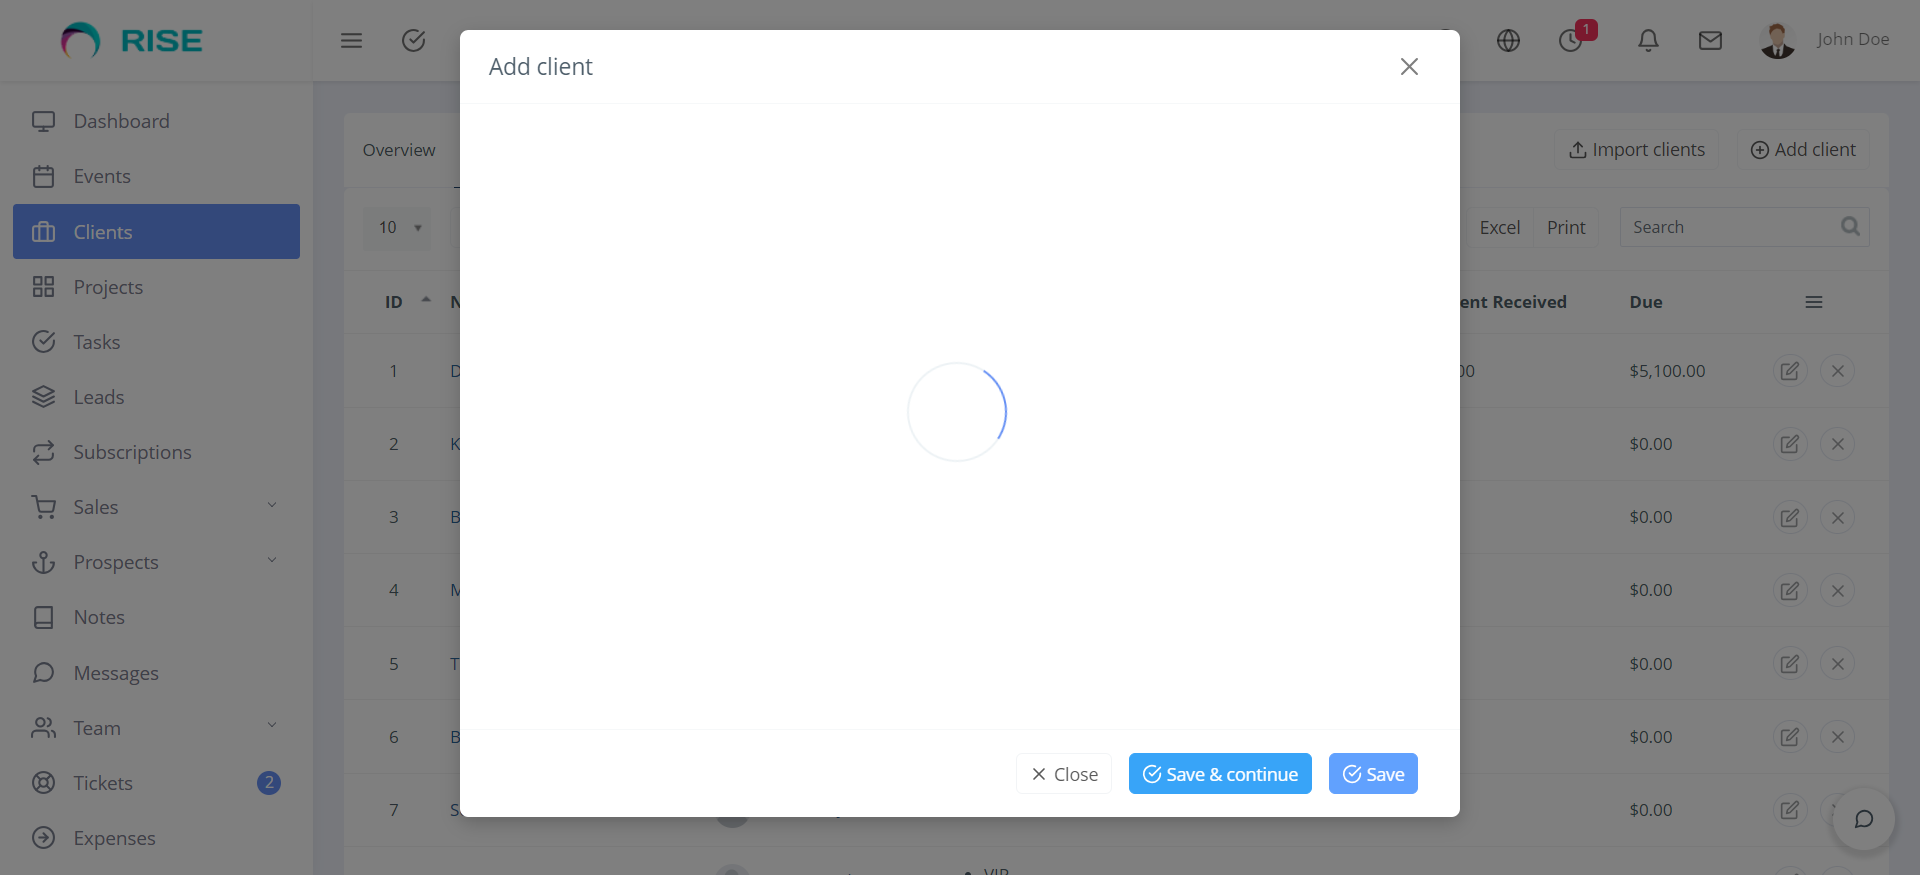 RISE
1
John Doe
Add client
Dashboard
Events
Clients
Projects
Tasks
Leads
Subscriptions
Sales
Prospects
Notes
Messages
Team
Tickets 2
Expenses
Overview
Import clients
Add client
10
Excel
Print
Search
ID
ent Received
Due
1 D $5,100.00
2 K $0.00
3 B $0.00
4 M $0.00
5 T $0.00
6 B $0.00
7 S $0.00
VIP
Close
Save & continue
Save